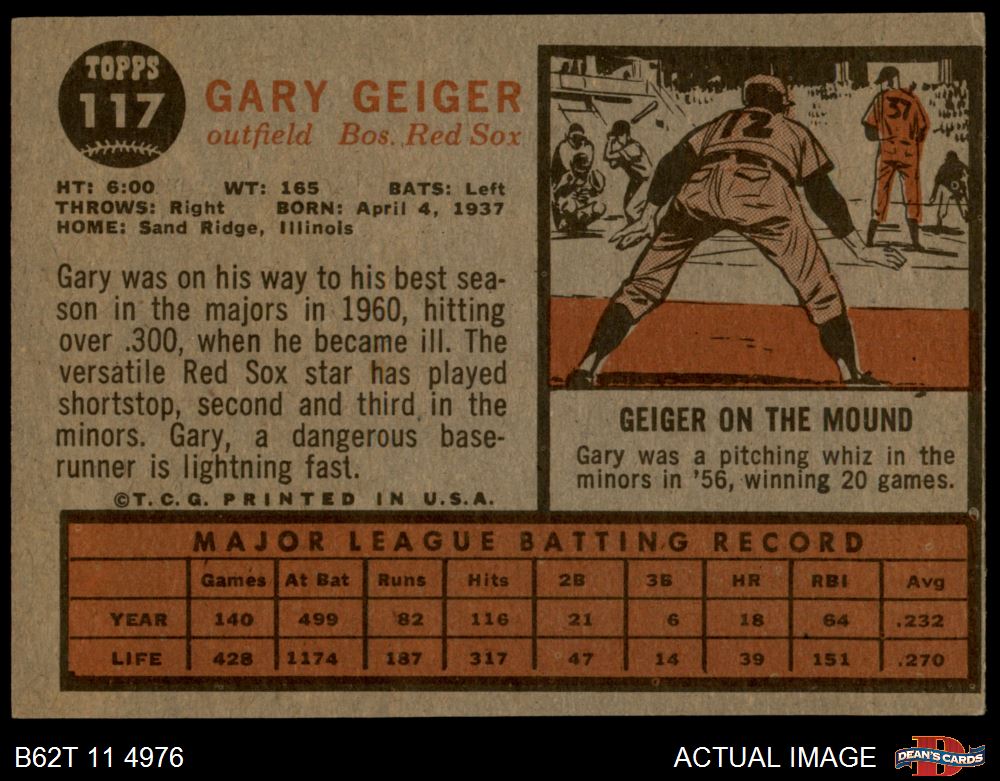 TOPPS
117
GARY GEIGER
outfield Bos. Red Sox
HT: 6:00 WT: 165 BATS: Left
THROWS: Right BORN: April 4, 1937
HOME: Sand Ridge, Illinois
Gary was on his way to his best sea-
son in the majors in 1960, hitting
over .300, when he became ill. The
versatile Red Sox star has played
shortstop, second and third in the
minors. Gary, a dangerous base-
runner is lightning fast.
©T.C.G. PRINTED IN U.S.A.
12
37
GEIGER ON THE MOUND
Gary was a pitching whiz in the
minors in '56, winning 20 games.
MAJOR LEAGUE BATTING RECORD
Games At Bat Runs Hits 2B 3B HR RBI Avg
YEAR 140 499 82 116 21 6 18 64 .232
LIFE 428 1174 187 317 47 14 39 151 .270
B62T 11 4976
ACTUAL IMAGE
D
DEAN'S CARDS